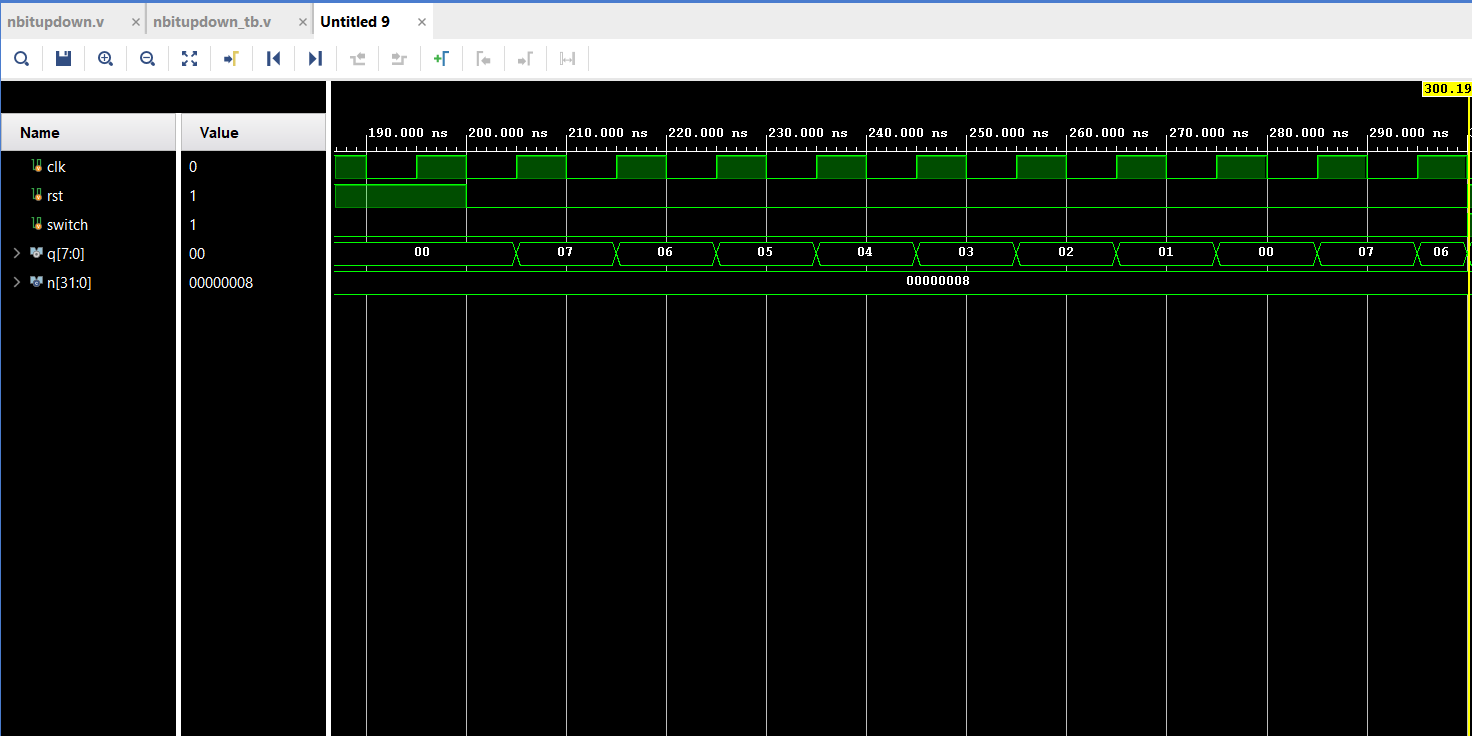 nbitupdown.v × nbitupdown_tb.v × Untitled 9 ×
300.19
Name Value
190.000 ns 200.000 ns 210.000 ns 220.000 ns 230.000 ns 240.000 ns 250.000 ns 260.000 ns 270.000 ns 280.000 ns 290.000 ns
clk 0
rst 1
switch 1
q[7:0] 00 00 07 06 05 04 03 02 01 00 07 06
n[31:0] 00000008 00000008